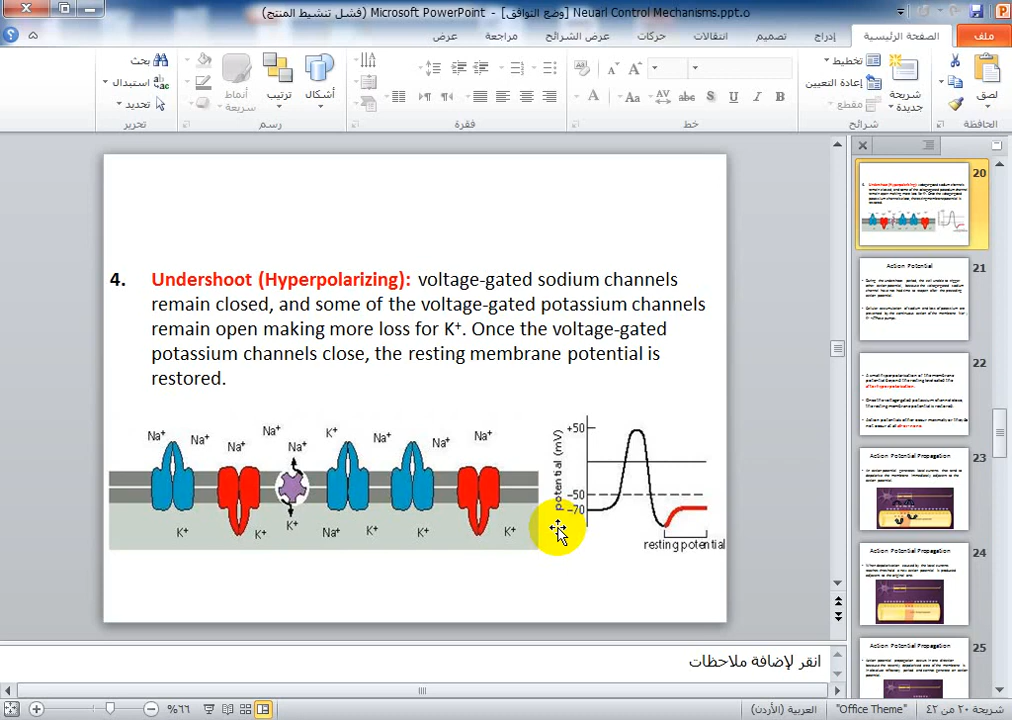 Neuarl Control Mechanisms.ppt.o [وضع التوافق] - Microsoft PowerPoint (فشل تنشيط المنتج)
ملف
الصفحة الرئيسية
إدراج
تصميم
انتقالات
حركات
عرض الشرائح
مراجعة
عرض
لصق
الحافظة
شريحة جديدة
تخطيط
إعادة التعيين
مقطع
شرائح
خط
فقرة
أشكال
ترتيب
أنماط سريعة
رسم
بحث
استبدال
تحديد
تحرير
4. Undershoot (Hyperpolarizing): voltage-gated sodium channels
remain closed, and some of the voltage-gated potassium channels
remain open making more loss for K⁺. Once the voltage-gated
potassium channels close, the resting membrane potential is
restored.
Na⁺ Na⁺ Na⁺ Na⁺ Na⁺ K⁺ Na⁺ Na⁺ Na⁺
K⁺ K⁺ K⁺ Na⁺ K⁺ K⁺ K⁺
potential (mV)
+50
−50
−70
resting potential
20
21
Action Potential
22
23
Action Potential Propagation
24
Action Potential Propagation
25
Action Potential Propagation
انقر لإضافة ملاحظات
شريحة ٢٠ من ٤٢
"Office Theme"
العربية (الأردن)
٦٦%